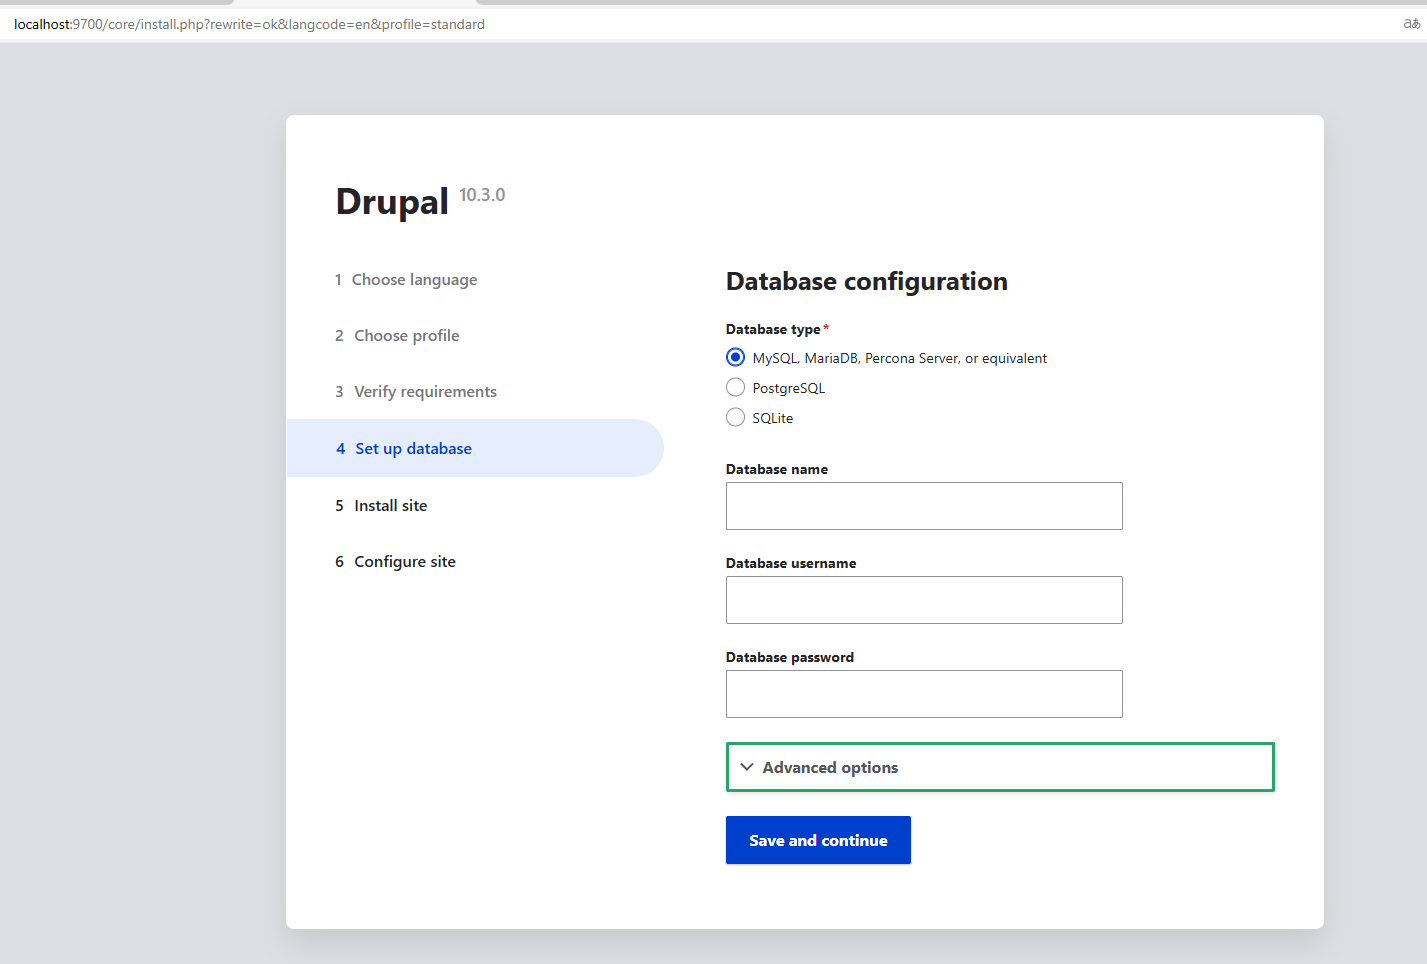 localhost:9700/core/install.php?rewrite=ok&langcode=en&profile=standard
aあ
Drupal 10.3.0
1 Choose language
2 Choose profile
3 Verify requirements
4 Set up database
5 Install site
6 Configure site
Database configuration
Database type*
MySQL, MariaDB, Percona Server, or equivalent
PostgreSQL
SQLite
Database name
Database username
Database password
Advanced options
Save and continue